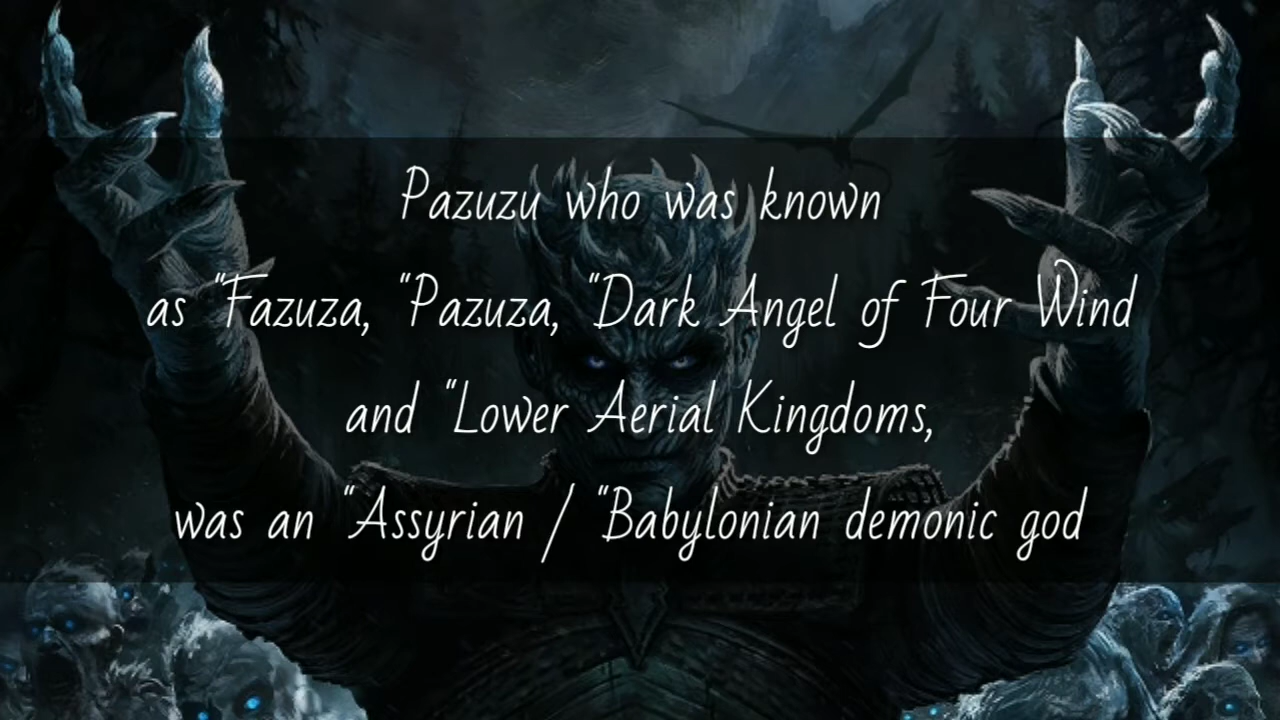 Pazuzu who was known
as "Fazuza, "Pazuza, "Dark Angel of Four Wind
and "Lower Aerial Kingdoms,
was an "Assyrian / "Babylonian demonic god